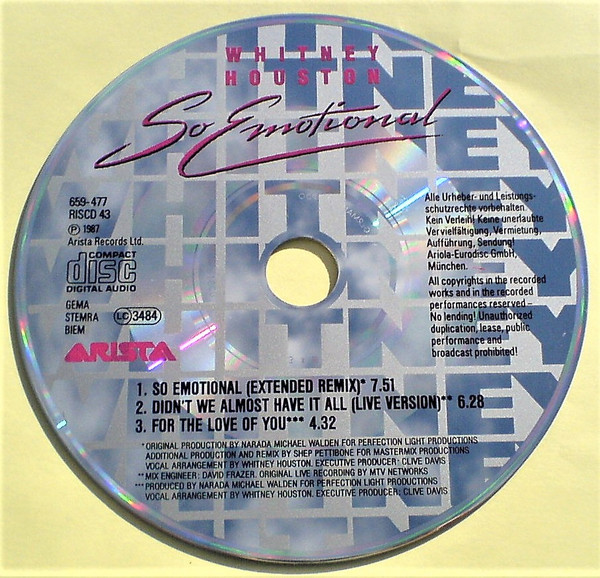 WHITNEY
HOUSTON
So Emotional
659-477
RISCD 43
Ⓟ 1987
Arista Records Ltd.
COMPACT
disc
DIGITAL AUDIO
GEMA
STEMRA
BIEM
LC 3484
ARISTA
Alle Urheber- und Leistungs-
schutzrechte vorbehalten.
Kein Verleih! Keine unerlaubte
Vervielfältigung, Vermietung,
Aufführung, Sendung!
Ariola-Eurodisc GmbH,
München.
All copyrights in the recorded
works and in the recorded
performances reserved –
No lending! Unauthorized
duplication, lease, public
performance and
broadcast prohibited!
1. SO EMOTIONAL (EXTENDED REMIX)* 7.51
2. DIDN'T WE ALMOST HAVE IT ALL (LIVE VERSION)** 6.28
3. FOR THE LOVE OF YOU*** 4.32
* ORIGINAL PRODUCTION BY NARADA MICHAEL WALDEN FOR PERFECTION LIGHT PRODUCTIONS
ADDITIONAL PRODUCTION AND REMIX BY SHEP PETTIBONE FOR MASTERMIX PRODUCTIONS
VOCAL ARRANGEMENT BY WHITNEY HOUSTON. EXECUTIVE PRODUCER: CLIVE DAVIS
** MIX ENGINEER: DAVID FRAZER. ORIGINAL LIVE RECORDING BY MTV NETWORKS
*** PRODUCED BY NARADA MICHAEL WALDEN FOR PERFECTION LIGHT PRODUCTIONS
VOCAL ARRANGEMENT BY WHITNEY HOUSTON. EXECUTIVE PRODUCER: CLIVE DAVIS